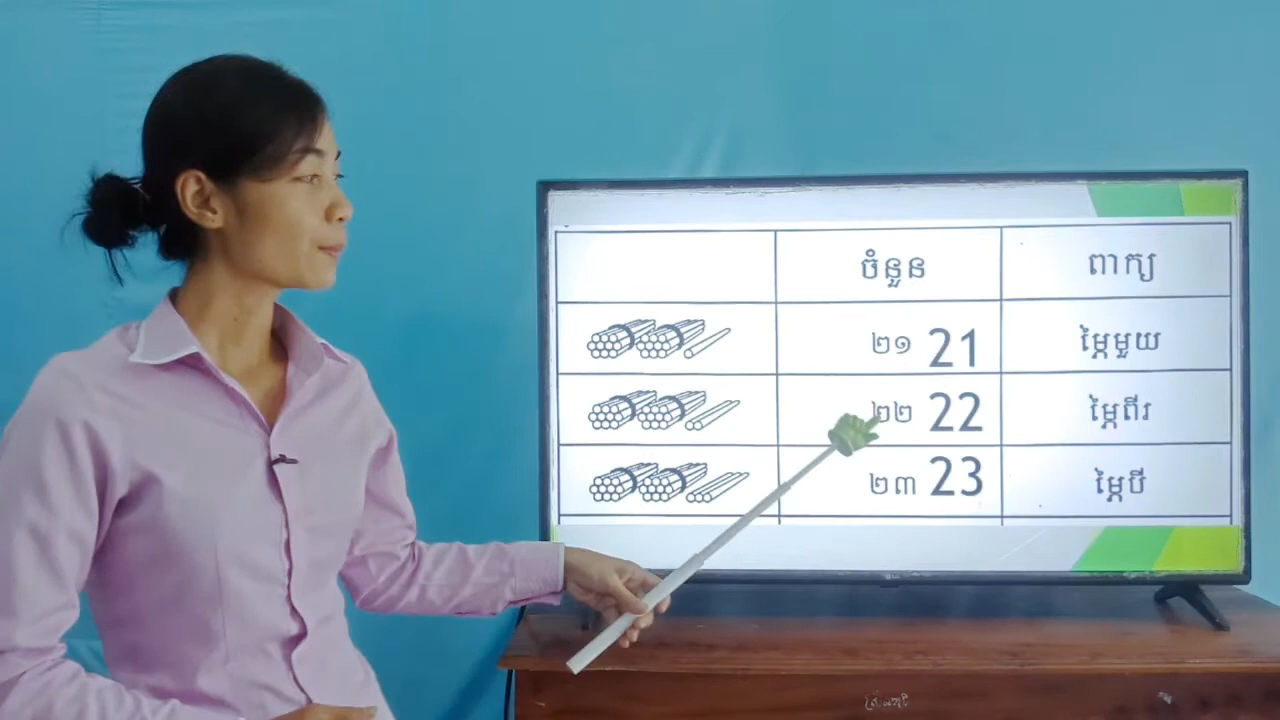 ចំនួន ពាក្យ
២១ 21 ម្ភៃមួយ
២២ 22 ម្ភៃពីរ
២៣ 23 ម្ភៃបី